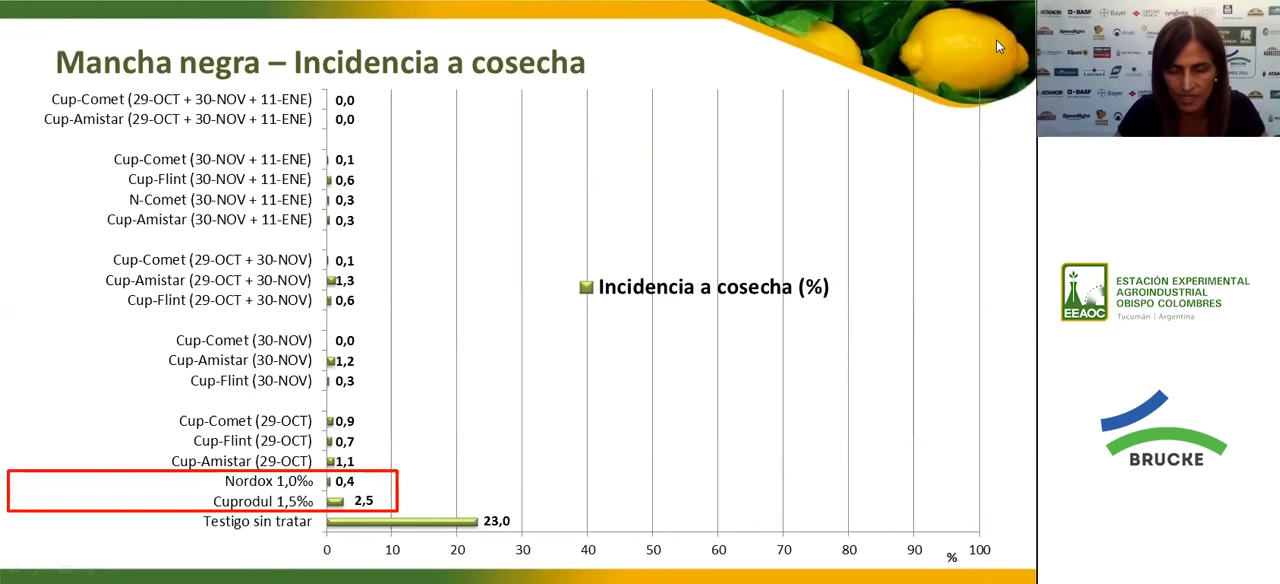 Mancha negra – Incidencia a cosecha
Cup-Comet (29-OCT + 30-NOV + 11-ENE) 0,0
Cup-Amistar (29-OCT + 30-NOV + 11-ENE) 0,0
Cup-Comet (30-NOV + 11-ENE) 0,1
Cup-Flint (30-NOV + 11-ENE) 0,6
N-Comet (30-NOV + 11-ENE) 0,3
Cup-Amistar (30-NOV + 11-ENE) 0,3
Cup-Comet (29-OCT + 30-NOV) 0,1
Cup-Amistar (29-OCT + 30-NOV) 1,3
Cup-Flint (29-OCT + 30-NOV) 0,6
Cup-Comet (30-NOV) 0,0
Cup-Amistar (30-NOV) 1,2
Cup-Flint (30-NOV) 0,3
Cup-Comet (29-OCT) 0,9
Cup-Flint (29-OCT) 0,7
Cup-Amistar (29-OCT) 1,1
Nordox 1,0‰ 0,4
Cuprodul 1,5‰ 2,5
Testigo sin tratar 23,0
0 10 20 30 40 50 60 70 80 90 100
%
Incidencia a cosecha (%)
ATANOR BASF Bayer syngenta
SpeedAgro
BRUCKE
EEAOC
ESTACIÓN EXPERIMENTAL
AGROINDUSTRIAL
OBISPO COLOMBRES
Tucumán | Argentina
BRUCKE